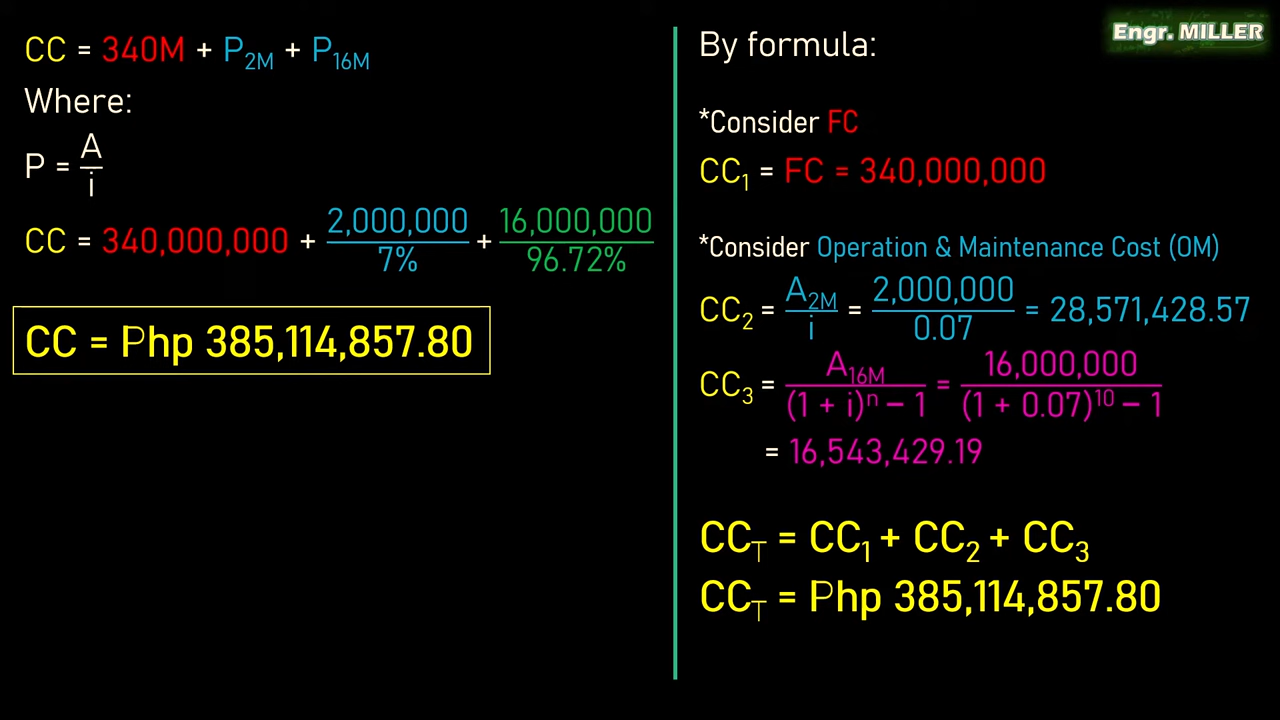 CC = 340M + P2M + P16M
Where:
P = A/i
CC = 340,000,000 + 2,000,000/7% + 16,000,000/96.72%
CC = Php 385,114,857.80
Engr. MILLER
By formula:
*Consider FC
CC1 = FC = 340,000,000
*Consider Operation & Maintenance Cost (OM)
CC2 = A2M/i = 2,000,000/0.07 = 28,571,428.57
CC3 = A16M/(1 + i)ⁿ − 1 = 16,000,000/(1 + 0.07)¹⁰ − 1
= 16,543,429.19
CCT = CC1 + CC2 + CC3
CCT = Php 385,114,857.80